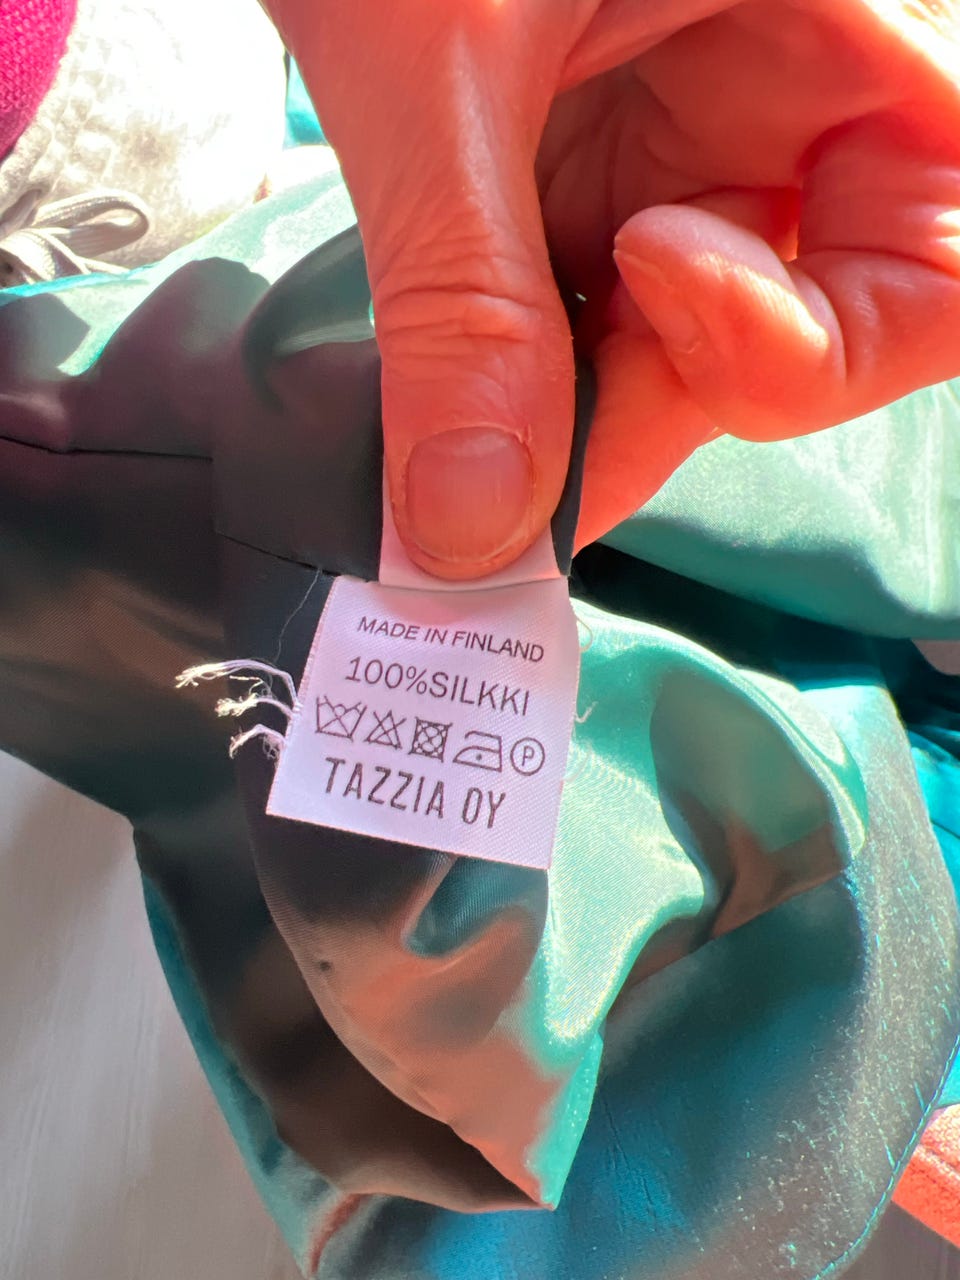 MADE IN FINLAND
100%SILKKI
P
TAZZIA OY